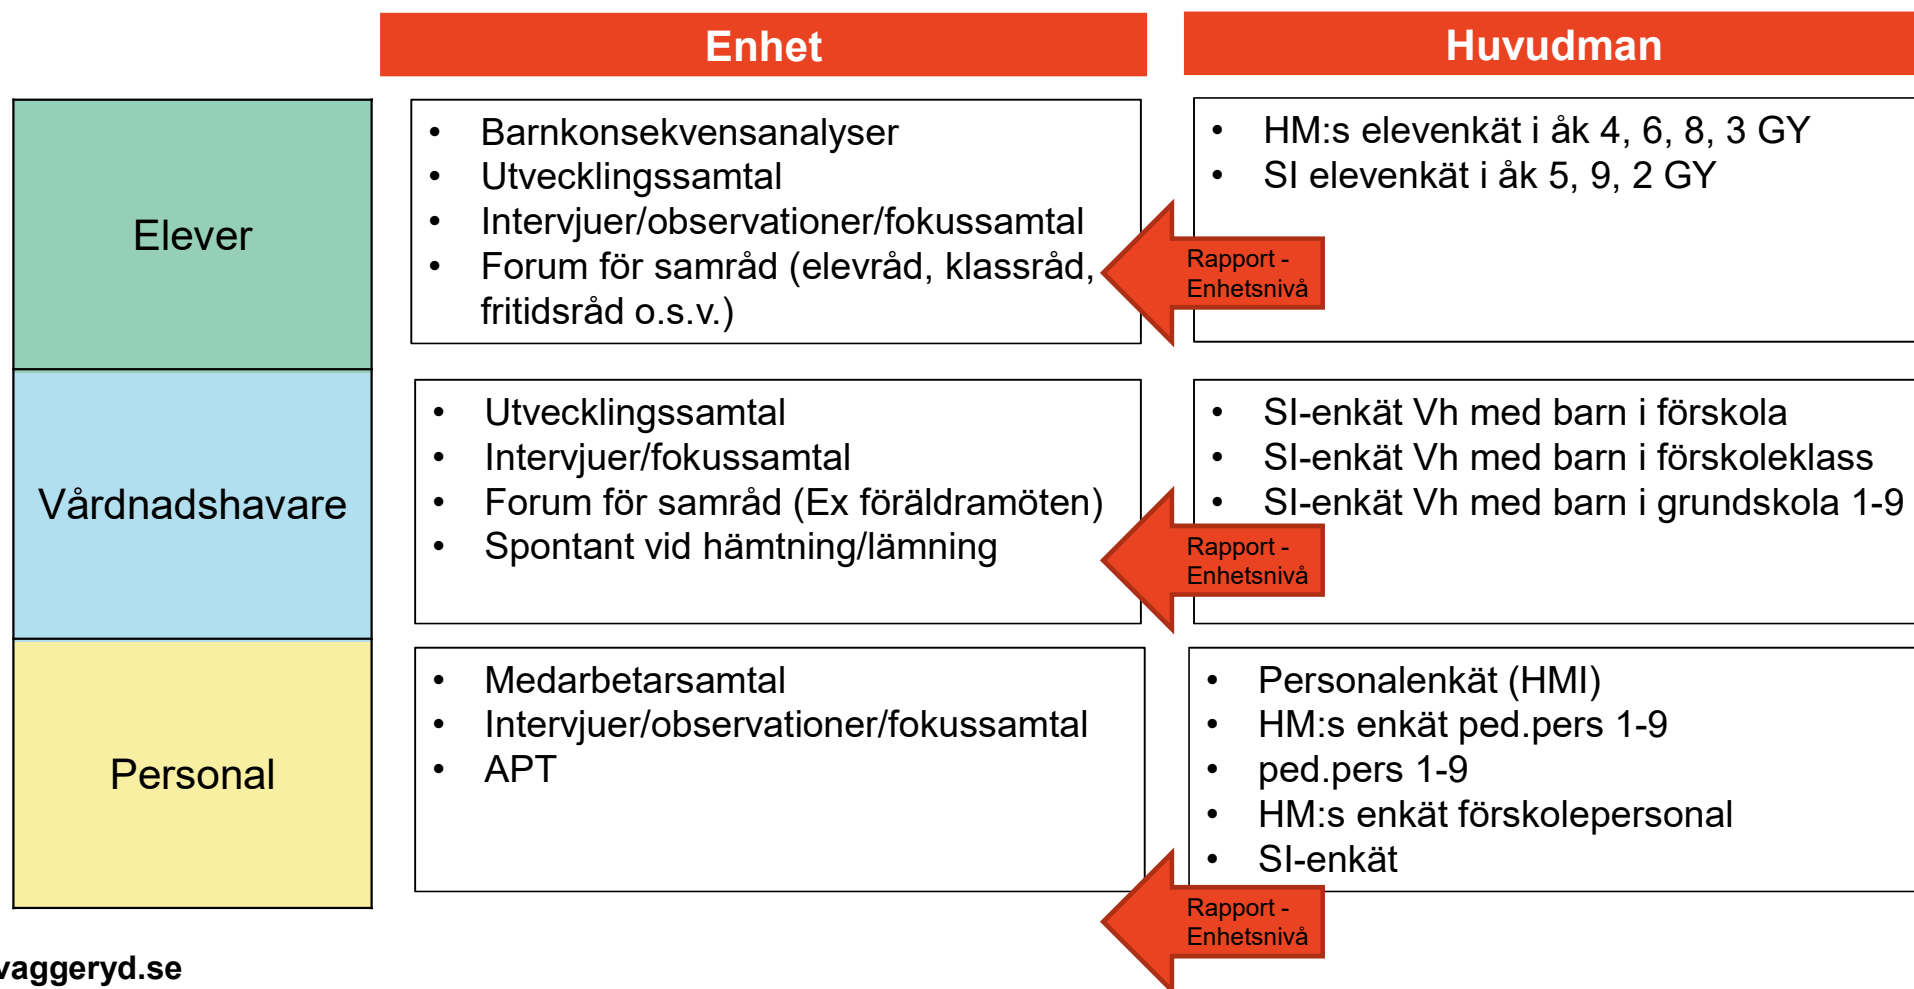 Enhet
Huvudman
Elever
• Barnkonsekvensanalyser
• Utvecklingssamtal
• Intervjuer/observationer/fokussamtal
• Forum för samråd (elevråd, klassråd,
fritidsråd o.s.v.)
Rapport -
Enhetsnivå
• HM:s elevenkät i åk 4, 6, 8, 3 GY
• SI elevenkät i åk 5, 9, 2 GY
Vårdnadshavare
• Utvecklingssamtal
• Intervjuer/fokussamtal
• Forum för samråd (Ex föräldramöten)
• Spontant vid hämtning/lämning
Rapport -
Enhetsnivå
• SI-enkät Vh med barn i förskola
• SI-enkät Vh med barn i förskoleklass
• SI-enkät Vh med barn i grundskola 1-9
Personal
• Medarbetarsamtal
• Intervjuer/observationer/fokussamtal
• APT
Rapport -
Enhetsnivå
• Personalenkät (HMI)
• HM:s enkät ped.pers 1-9
• ped.pers 1-9
• HM:s enkät förskolepersonal
• SI-enkät
vaggeryd.se